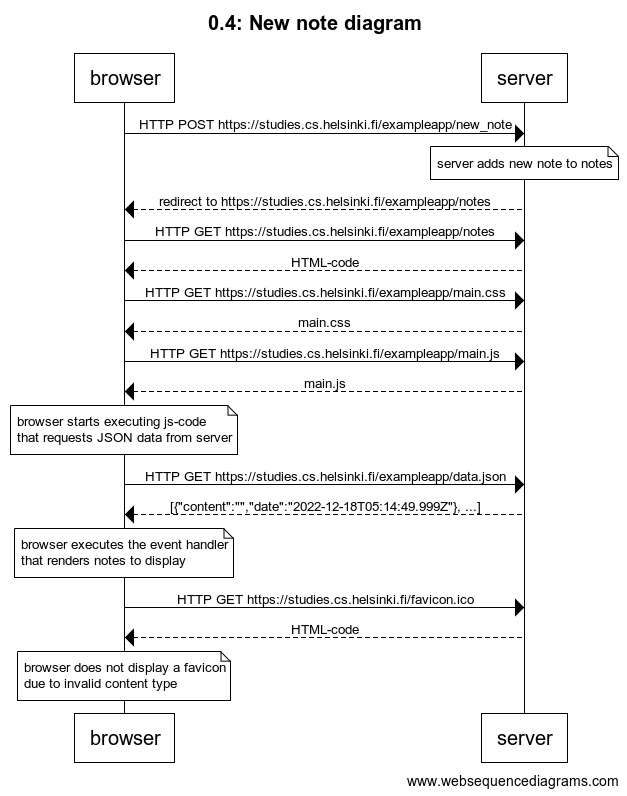 0.4: New note diagram
browser
server
HTTP POST https://studies.cs.helsinki.fi/exampleapp/new_note
server adds new note to notes
redirect to https://studies.cs.helsinki.fi/exampleapp/notes
HTTP GET https://studies.cs.helsinki.fi/exampleapp/notes
HTML-code
HTTP GET https://studies.cs.helsinki.fi/exampleapp/main.css
main.css
HTTP GET https://studies.cs.helsinki.fi/exampleapp/main.js
main.js
browser starts executing js-code
that requests JSON data from server
HTTP GET https://studies.cs.helsinki.fi/exampleapp/data.json
[{"content":"","date":"2022-12-18T05:14:49.999Z"}, ...]
browser executes the event handler
that renders notes to display
HTTP GET https://studies.cs.helsinki.fi/favicon.ico
HTML-code
browser does not display a favicon
due to invalid content type
browser
server
www.websequencediagrams.com